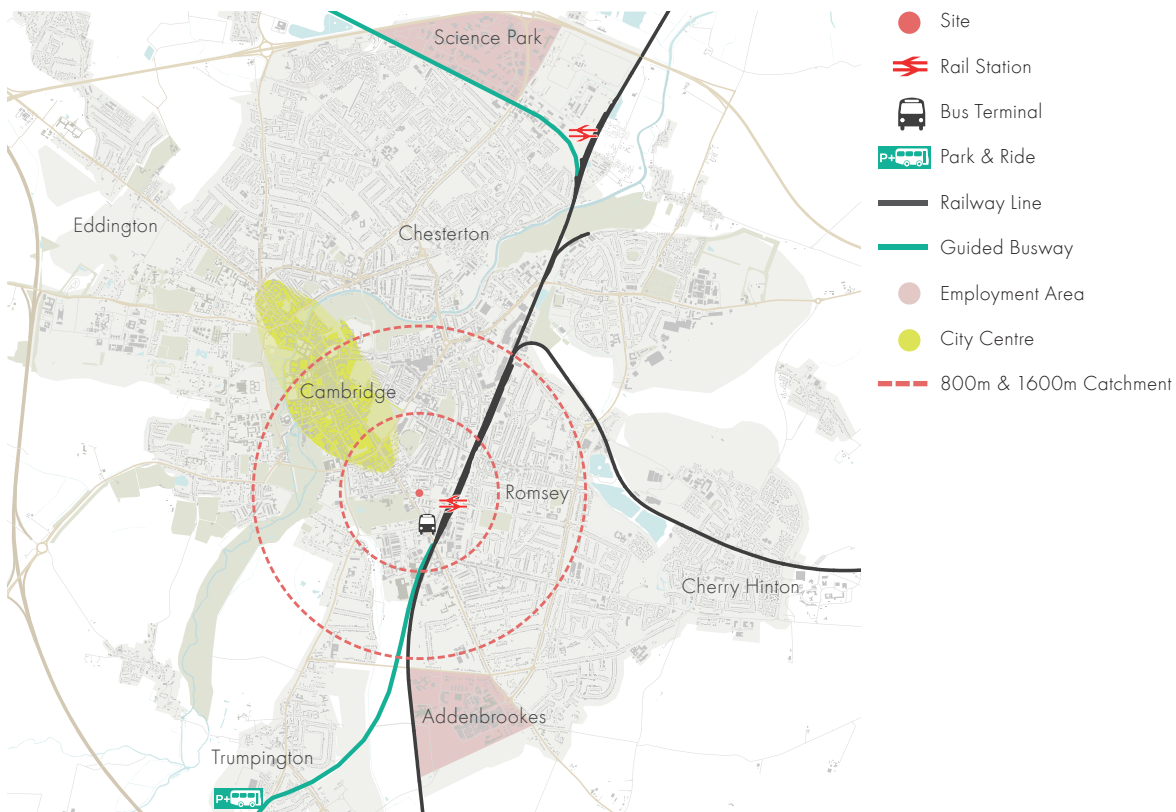 Science Park
Eddington
Chesterton
Cambridge
Romsey
Cherry Hinton
Addenbrookes
Trumpington
P+
Site
Rail Station
Bus Terminal
P+
Park & Ride
Railway Line
Guided Busway
Employment Area
City Centre
800m & 1600m Catchment